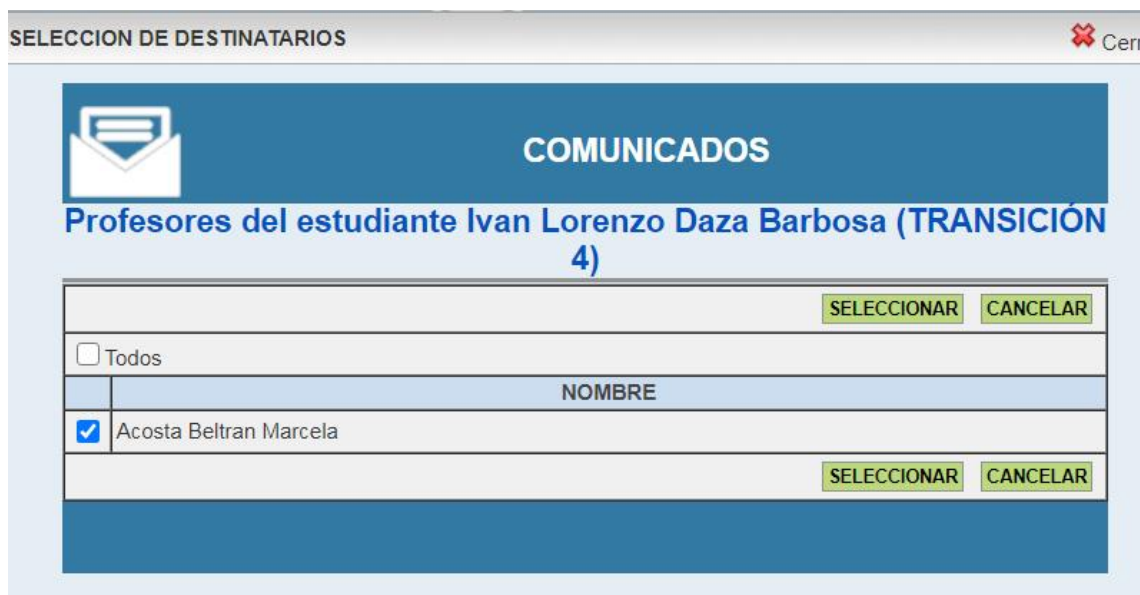 SELECCION DE DESTINATARIOS
Cerr
COMUNICADOS
Profesores del estudiante Ivan Lorenzo Daza Barbosa (TRANSICIÓN
4)
SELECCIONAR CANCELAR
Todos
NOMBRE
Acosta Beltran Marcela
SELECCIONAR CANCELAR